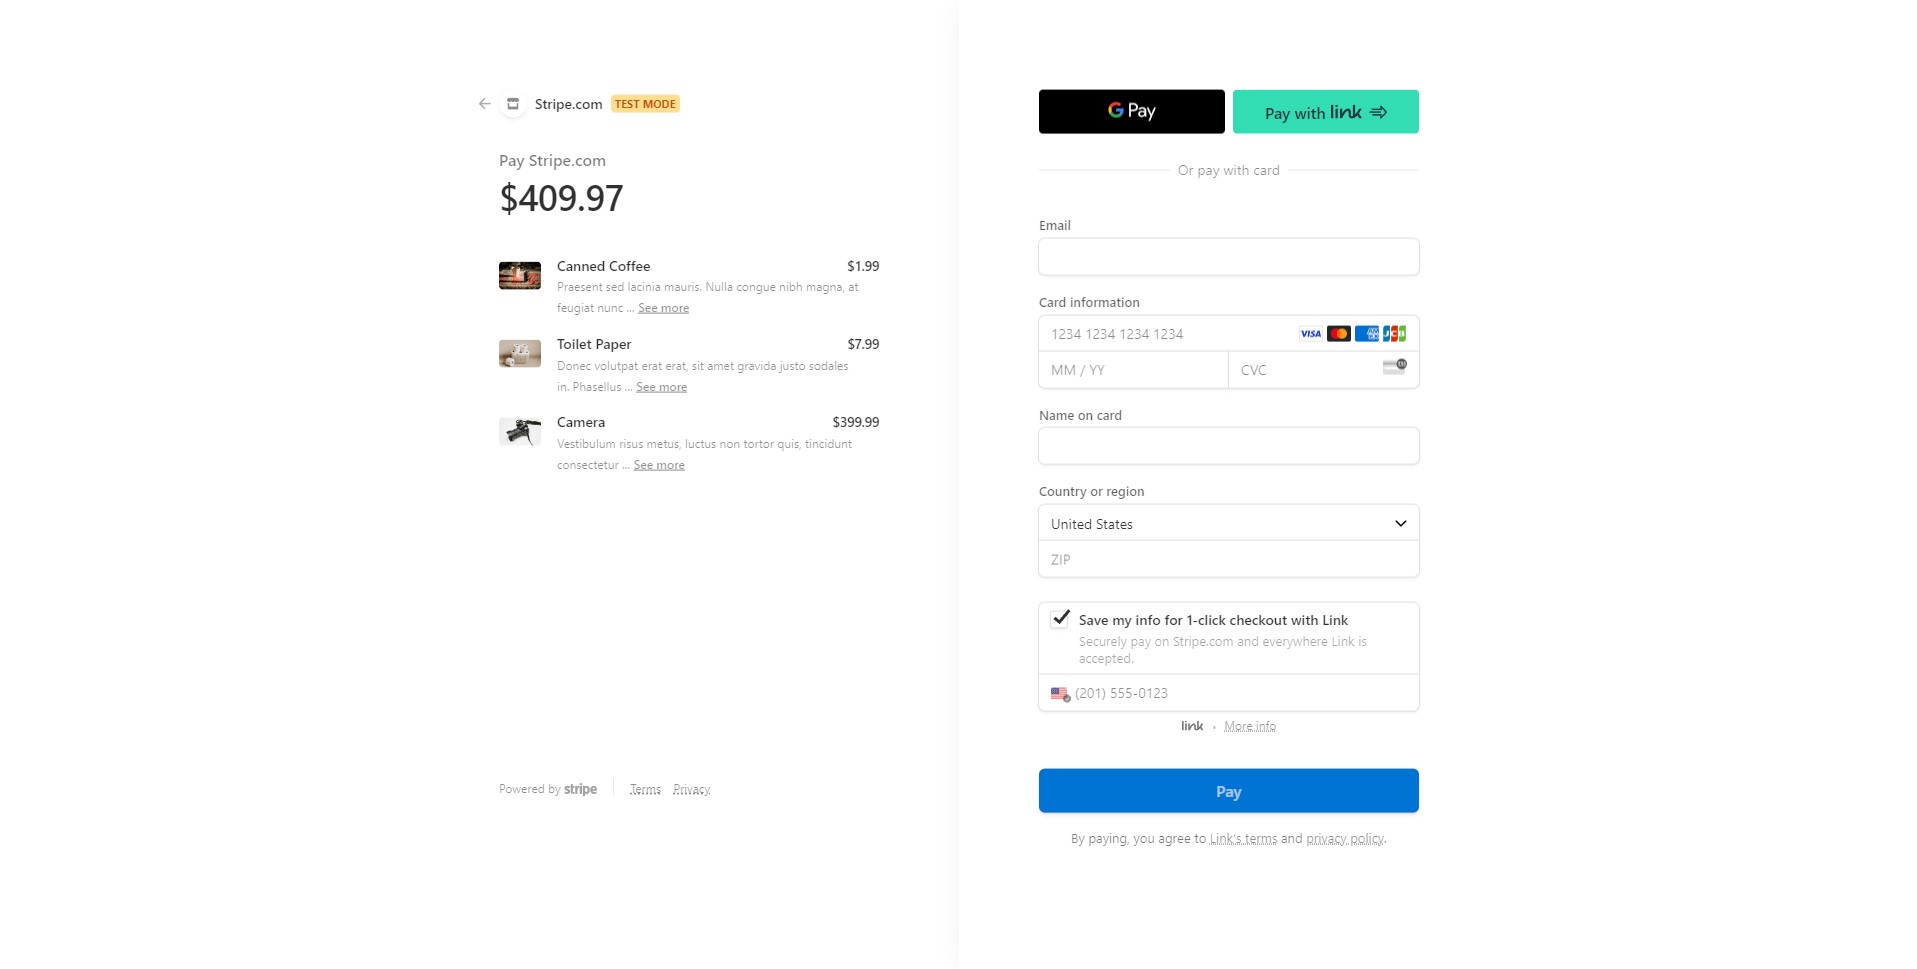 Stripe.com TEST MODE
Pay Stripe.com
$409.97
Canned Coffee $1.99
Praesent sed lacinia mauris. Nulla congue nibh magna, at
feugiat nunc ... See more
Toilet Paper $7.99
Donec volutpat erat erat, sit amet gravida justo sodales
in. Phasellus ... See more
Camera $399.99
Vestibulum risus metus, luctus non tortor quis, tincidunt
consectetur ... See more
Powered by stripe Terms Privacy
G Pay
Pay with link
Or pay with card
Email
Card information
1234 1234 1234 1234 VISA JCB
MM / YY CVC
Name on card
Country or region
United States
ZIP
Save my info for 1-click checkout with Link
Securely pay on Stripe.com and everywhere Link is
accepted.
(201) 555-0123
link · More info
Pay
By paying, you agree to Link's terms and privacy policy.